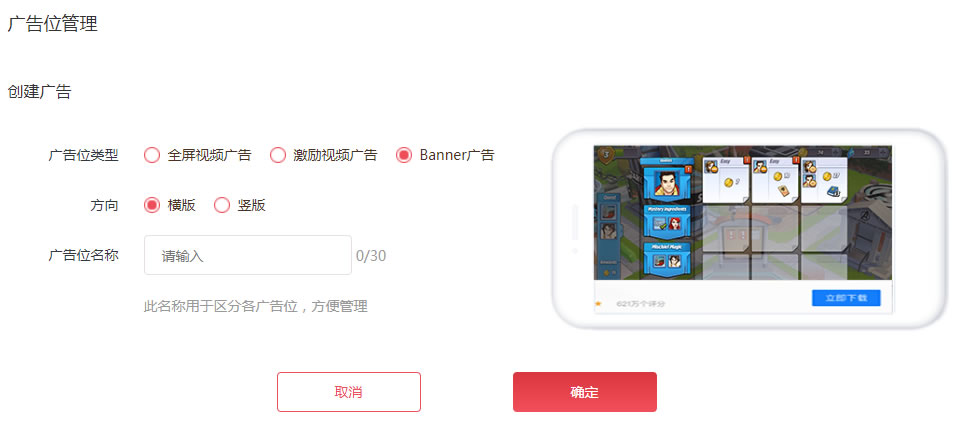 广告位管理
创建广告
广告位类型 全屏视频广告 激励视频广告 Banner广告
方向 横版 竖版
广告位名称 请输入 0/30
此名称用于区分各广告位，方便管理
Easy
Mastery Ingredients
Mischief Magic
621万个评分
立即下载
取消 确定